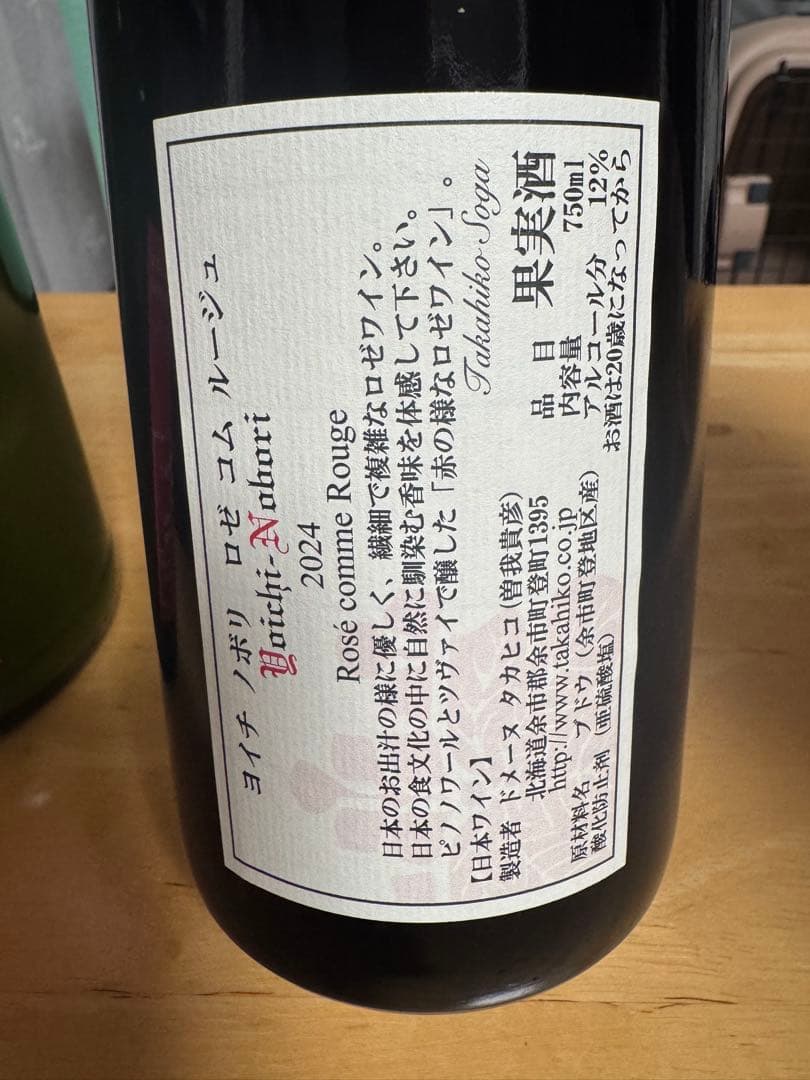 ヨイチ ノボリ ロゼ コム ルージュ
Yoichi-Nobori
2024
Rosé comme Rouge
日本のお出汁の様に優しく、繊細で複雑なロゼワイン。
日本の食文化の中に自然に馴染む香味を体感して下さい。
ピノノワールとツヴァイで醸した「赤の様なロゼワイン」。
Takahiko Soga
【日本ワイン】
製造者 ドメーヌ タカヒコ(曽我貴彦)
北海道余市郡余市町登町1395
http://www.takahiko.co.jp
原材料名 ブドウ(余市町登地区産)
酸化防止剤(亜硫酸塩)
品目 果実酒
内容量 750ml
アルコール分 12%
お酒は20歳になってから